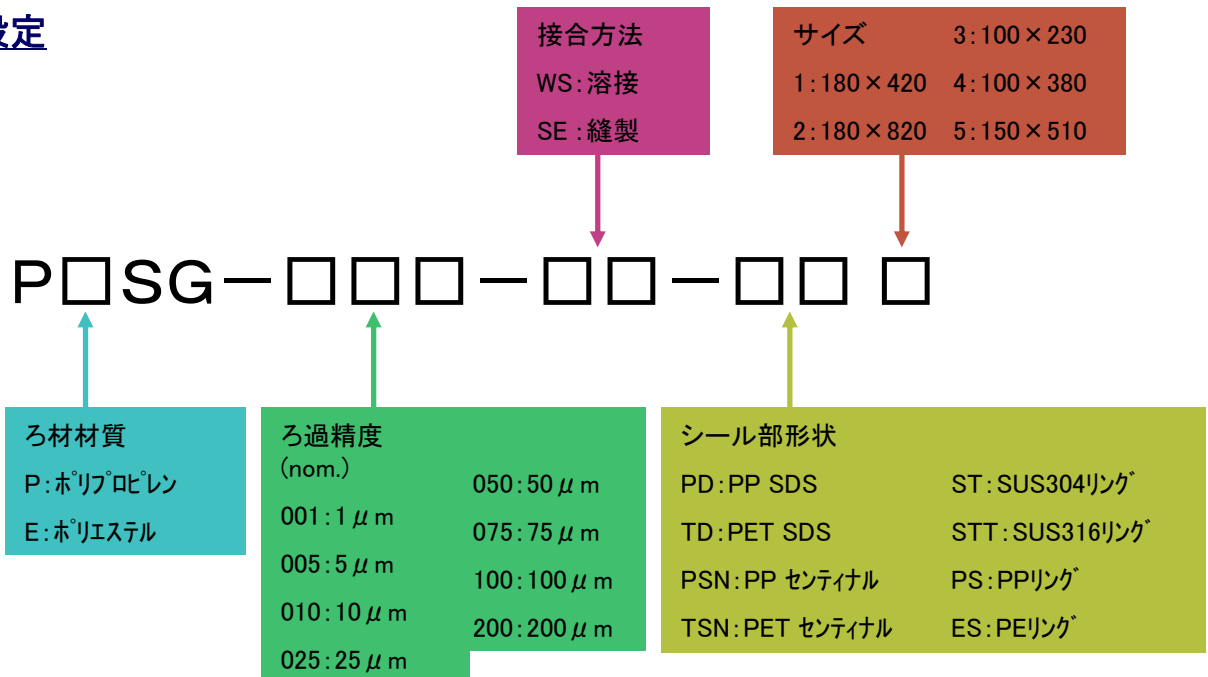 定
接合方法
WS:溶接
SE :縫製
サイズ 3:100×230
1:180×420 4:100×380
2:180×820 5:150×510
P□SG－□□□－□□－□□ □
ろ材材質
P:ﾎﾟﾘﾌﾟﾛﾋﾟﾚﾝ
E:ﾎﾟﾘｴｽﾃﾙ
ろ過精度
(nom.)
001:1μm
005:5μm
010:10μm
025:25μm
050:50μm
075:75μm
100:100μm
200:200μm
シール部形状
PD:PP SDS
TD:PET SDS
PSN:PP ｾﾝﾃｨﾅﾙ
TSN:PET ｾﾝﾃｨﾅﾙ
ST:SUS304ﾘﾝｸﾞ
STT:SUS316ﾘﾝｸﾞ
PS:PPﾘﾝｸﾞ
ES:PEﾘﾝｸﾞ